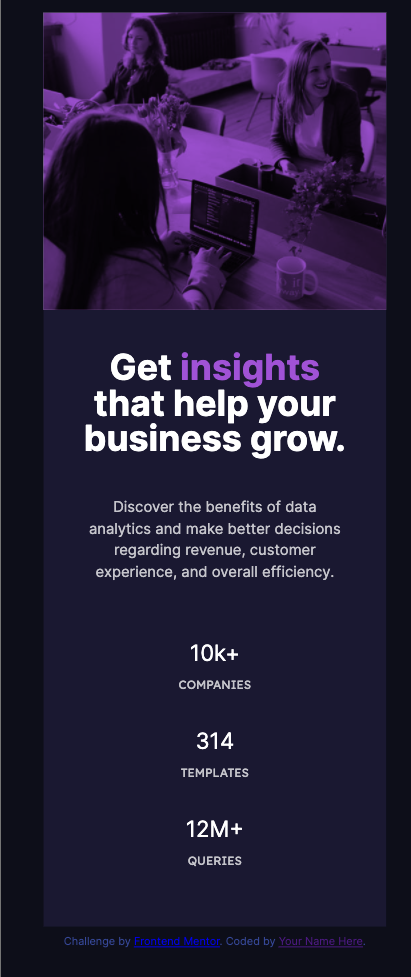 Get insights
that help your
business grow.
Discover the benefits of data
analytics and make better decisions
regarding revenue, customer
experience, and overall efficiency.
10k+
COMPANIES
314
TEMPLATES
12M+
QUERIES
Challenge by Frontend Mentor. Coded by Your Name Here.